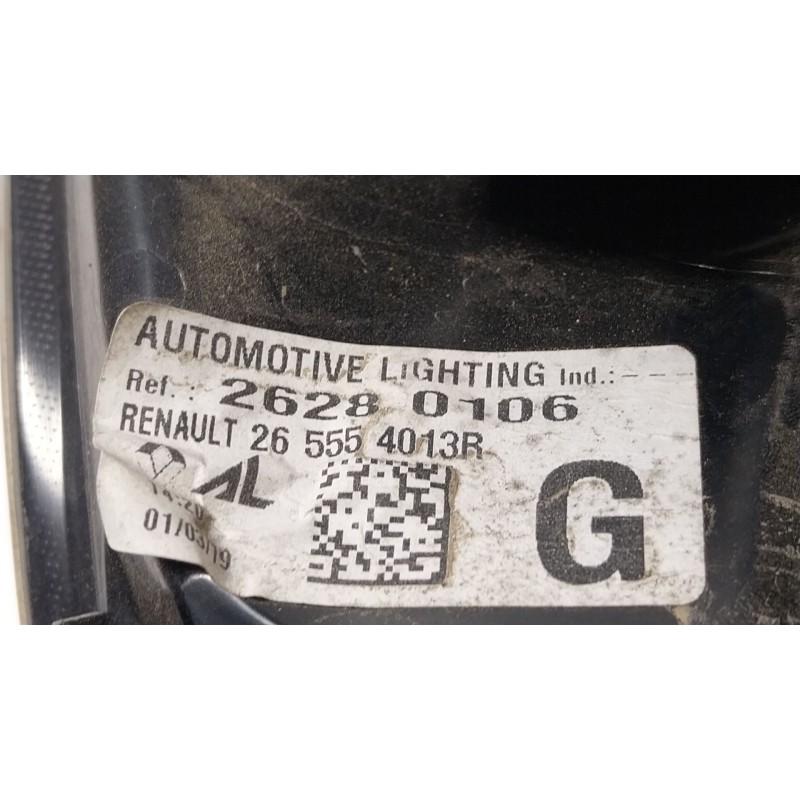 AUTOMOTIVE LIGHTING Ind.:---
Ref.: 2628 0106
RENAULT 26 555 4013R
AL
G
01/03/19